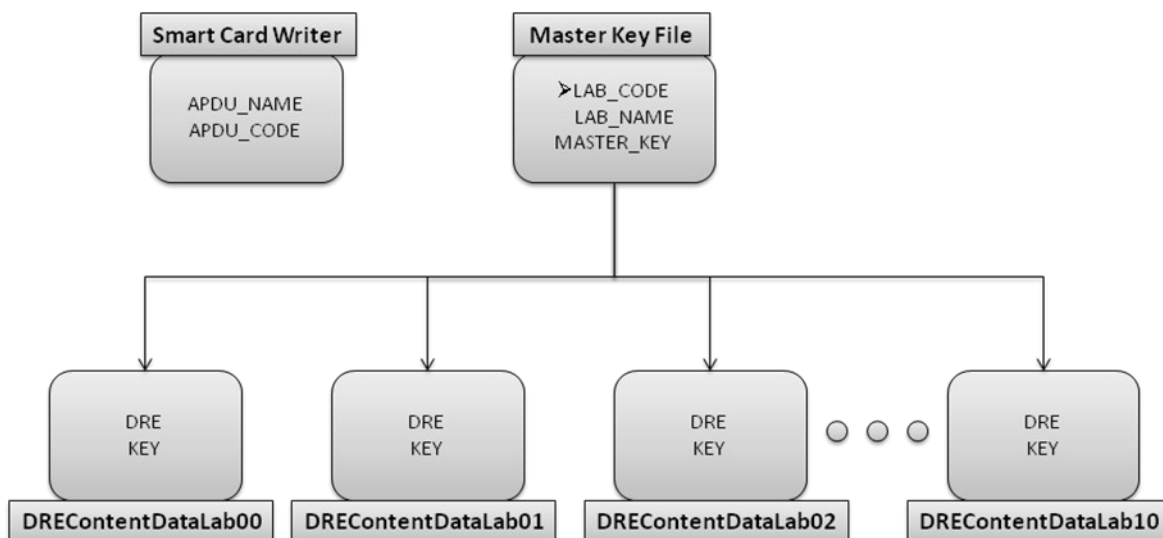 Smart Card Writer
APDU_NAME
APDU_CODE
Master Key File
➢LAB_CODE
LAB_NAME
MASTER_KEY
DRE
KEY
DREContentDataLab00
DRE
KEY
DREContentDataLab01
DRE
KEY
DREContentDataLab02
DRE
KEY
DREContentDataLab10